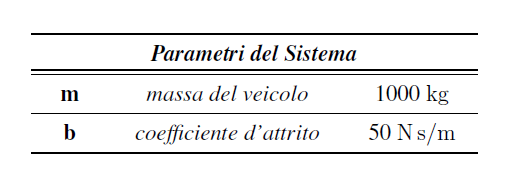 Parametri del Sistema
m massa del veicolo 1000 kg
b coefficiente d'attrito 50 N s/m